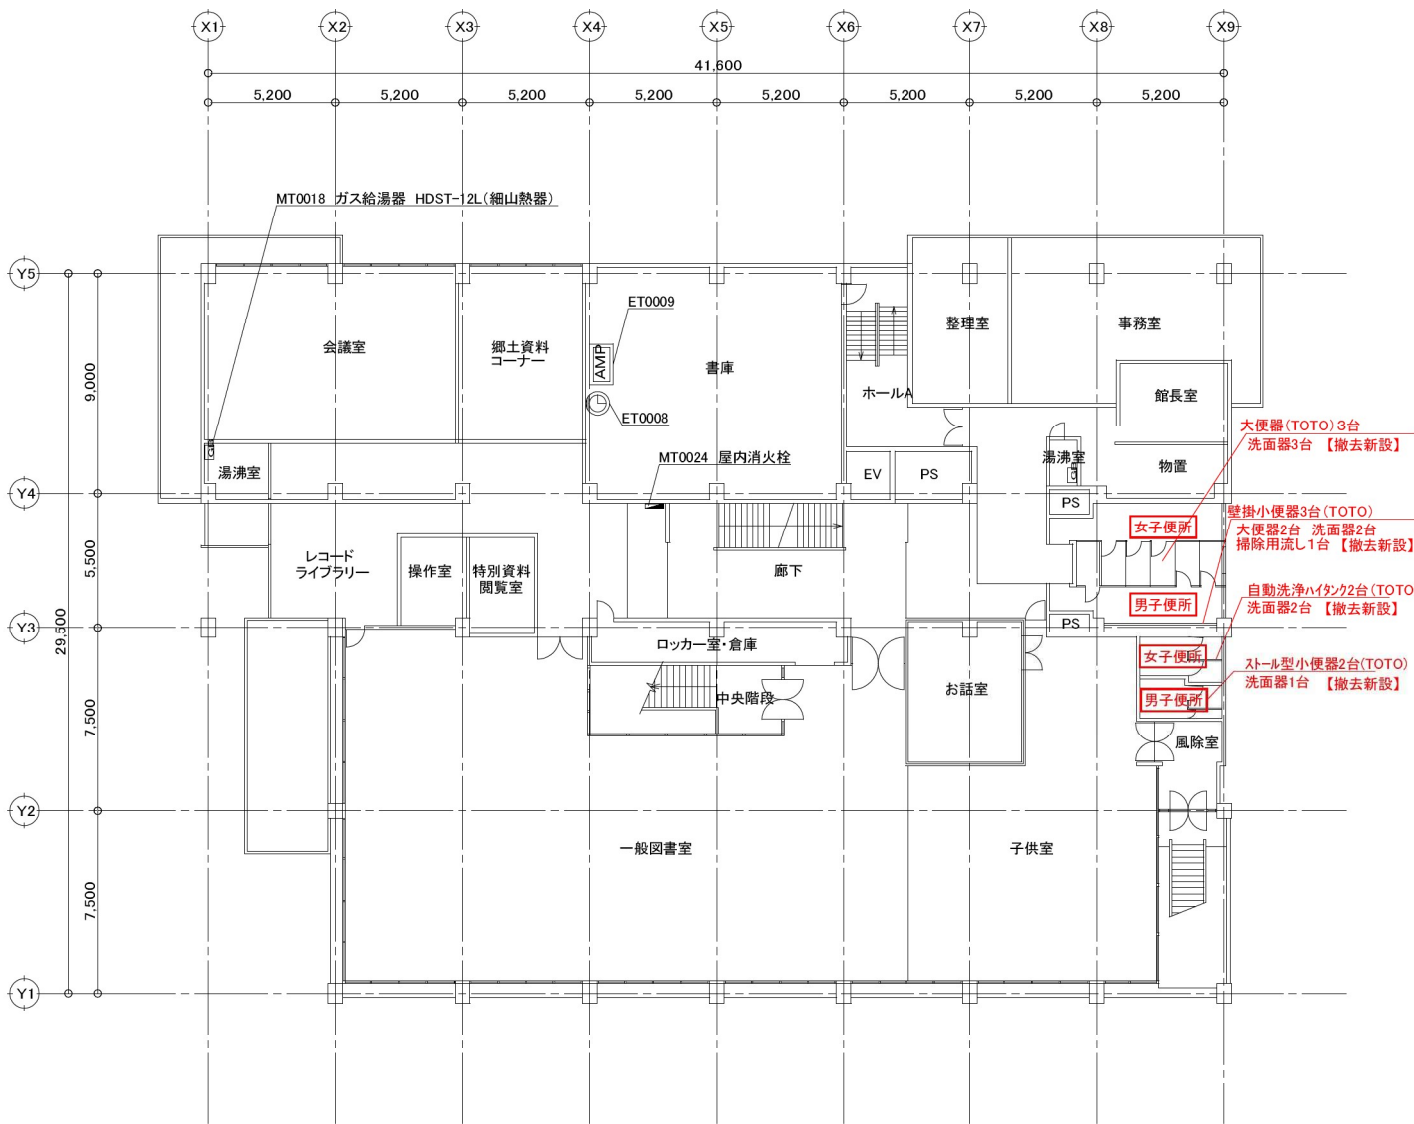 X1 X2 X3 X4 X5 X6 X7 X8 X9
41,600
5,200 5,200 5,200 5,200 5,200 5,200 5,200 5,200
MT0018 ガス給湯器 HDST-12L(細山熱器)
Y5
ET0009
会議室
郷土資料
コーナー
AMP
書庫
整理室
事務室
9,000
ホールA
館長室
ET0008
大便器(TOTO)3台
洗面器3台 【撤去新設】
MT0024 屋内消火栓
湯沸室
湯沸室
物置
EV
PS
Y4
PS
壁掛小便器3台(TOTO)
大便器2台 洗面器2台
掃除用流し1台 【撤去新設】
女子便所
5,500
レコード
ライブラリー
操作室
特別資料
閲覧室
廊下
自動洗浄ハイタンク2台(TOTO
洗面器2台 【撤去新設】
男子便所
Y3
PS
29,500
ロッカー室・倉庫
女子便所
ストール型小便器2台(TOTO)
洗面器1台 【撤去新設】
お話室
中央階段
男子便所
7,500
風除室
Y2
一般図書室
子供室
7,500
Y1